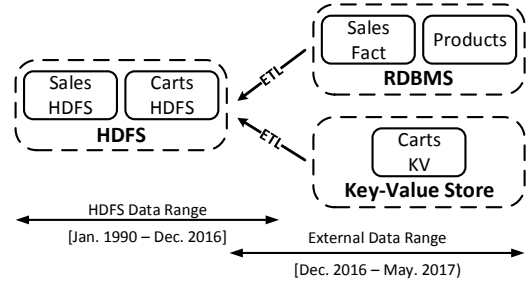 Sales
Fact
Products
RDBMS
ETL
Sales
HDFS
Carts
HDFS
HDFS
ETL
Carts
KV
Key-Value Store
HDFS Data Range
[Jan. 1990 – Dec. 2016]
External Data Range
[Dec. 2016 – May. 2017)